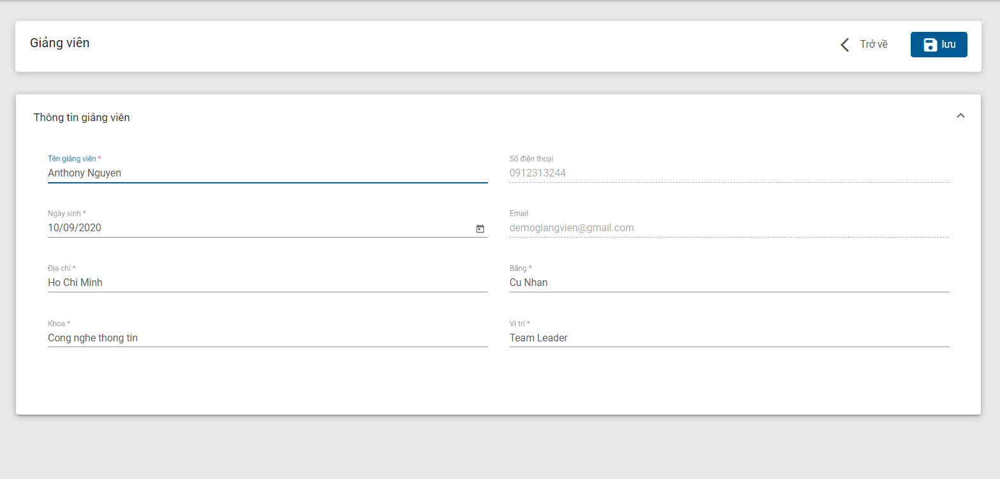 Giảng viên
Trở về
lưu
Thông tin giảng viên
Tên giảng viên *
Anthony Nguyen
Số điện thoại
0912313244
Ngày sinh *
10/09/2020
Email
demogiangvien@gmail.com
Địa chỉ *
Ho Chi Minh
Bằng *
Cu Nhan
Khoa *
Cong nghe thong tin
Vị trí *
Team Leader